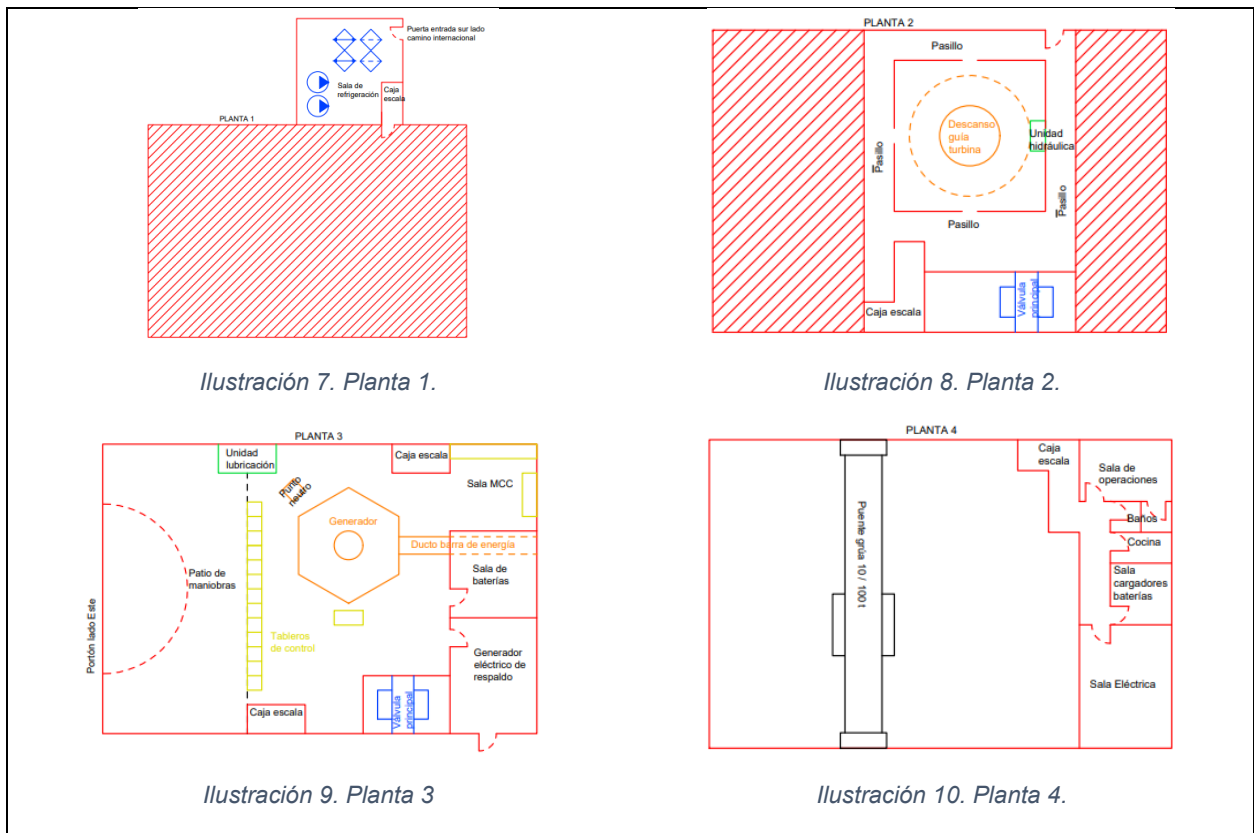 Puerta entrada sur lado
camino internacional
Sala de
refrigeración
Caja
escala
PLANTA 1
Ilustración 7. Planta 1.
PLANTA 2
Pasillo
Descanso
guía
turbina
Unidad
hidráulica
Pasillo
Pasillo
Pasillo
Caja escala
Válvula
principal
Ilustración 8. Planta 2.
PLANTA 3
Unidad
lubricación
Caja escala
Punto
neutro
Sala MCC
Generador
Ducto barra de energía
Patio de
maniobras
Sala de
baterías
Portón lado Este
Tableros
de control
Generador
eléctrico de
respaldo
Caja escala
Válvula
principal
Ilustración 9. Planta 3
PLANTA 4
Caja
escala
Sala de
operaciones
Puente grúa 10 / 100 t
Baños
Cocina
Sala
cargadores
baterías
Sala Eléctrica
Ilustración 10. Planta 4.